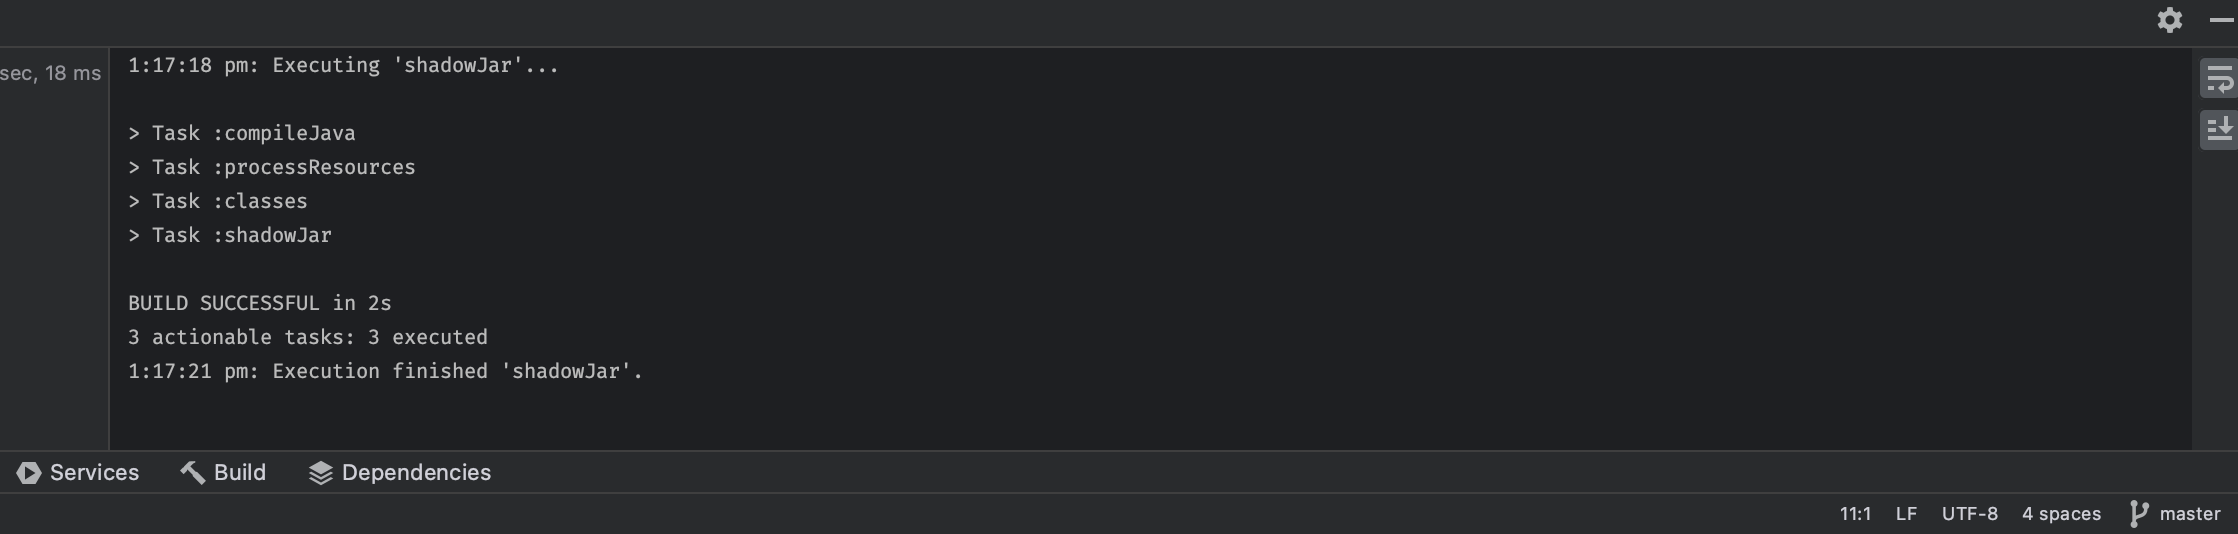 sec, 18 ms
1:17:18 pm: Executing 'shadowJar'...
> Task :compileJava
> Task :processResources
> Task :classes
> Task :shadowJar
BUILD SUCCESSFUL in 2s
3 actionable tasks: 3 executed
1:17:21 pm: Execution finished 'shadowJar'.
Services Build Dependencies
11:1 LF UTF-8 4 spaces master